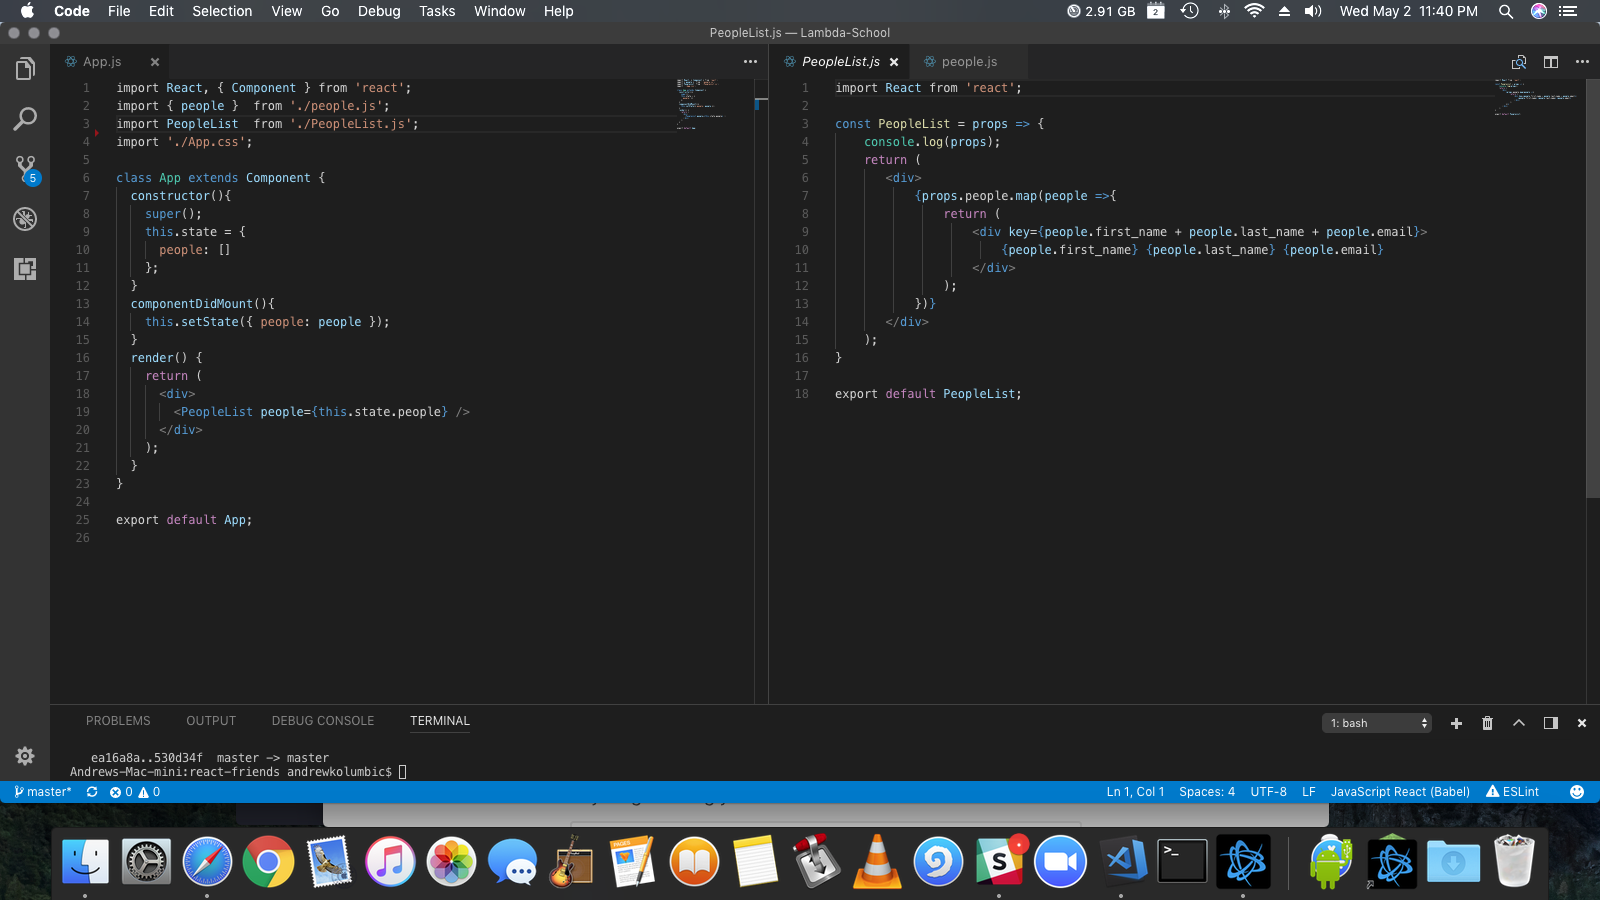 Code File Edit Selection View Go Debug Tasks Window Help 2.91 GB 2 Wed May 2 11:40 PM
PeopleList.js — Lambda-School
App.js
PeopleList.js people.js
1 import React, { Component } from 'react';
2 import { people }  from './people.js';
3 import PeopleList  from './PeopleList.js';
4 import './App.css';
5
6 class App extends Component {
7   constructor(){
8     super();
9     this.state = {
10       people: []
11     };
12   }
13   componentDidMount(){
14     this.setState({ people: people });
15   }
16   render() {
17     return (
18       <div>
19         <PeopleList people={this.state.people} />
20       </div>
21     );
22   }
23 }
24
25 export default App;
26
1 import React from 'react';
2
3 const PeopleList = props => {
4     console.log(props);
5     return (
6        <div>
7            {props.people.map(people =>{
8                return (
9                    <div key={people.first_name + people.last_name + people.email}>
10                        {people.first_name} {people.last_name} {people.email}
11                    </div>
12                );
13            })}
14        </div>
15     );
16 }
17
18 export default PeopleList;
5
PROBLEMS OUTPUT DEBUG CONSOLE TERMINAL 1: bash
ea16a8a..530d34f  master -> master
Andrews-Mac-mini:react-friends andrewkolumbic$
master* 0 0 Ln 1, Col 1 Spaces: 4 UTF-8 LF JavaScript React (Babel) ESLint
PAGES
S
>_